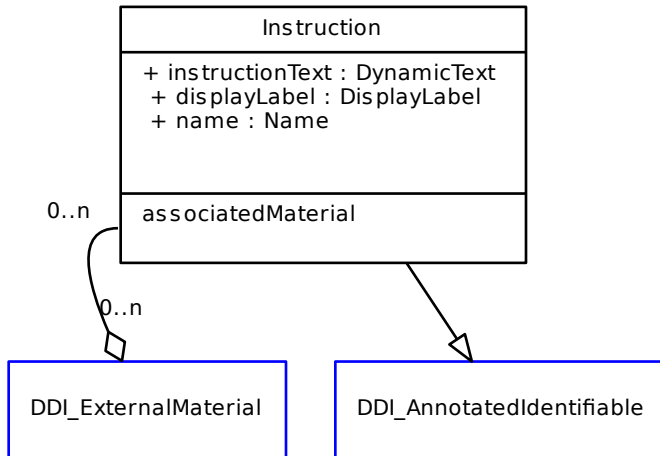 Instruction
+ instructionText : DynamicText
+ displayLabel : DisplayLabel
+ name : Name
0..n
associatedMaterial
0..n
DDI_ExternalMaterial
DDI_AnnotatedIdentifiable